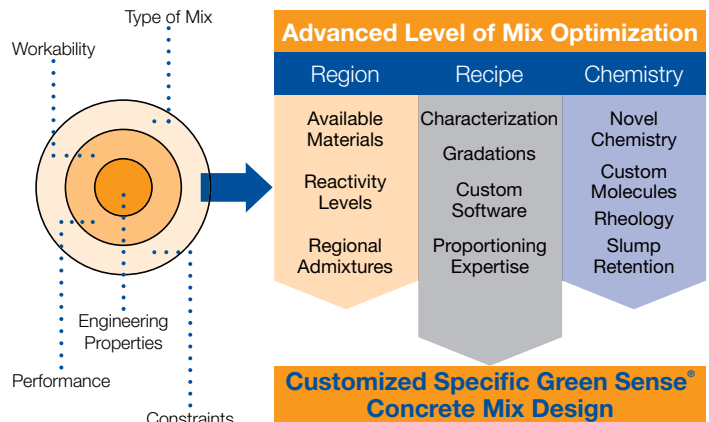 Type of Mix
Workability
Engineering
Properties
Performance
Constraints
Advanced Level of Mix Optimization
Region
Recipe
Chemistry
Available
Materials
Reactivity
Levels
Regional
Admixtures
Characterization
Gradations
Custom
Software
Proportioning
Expertise
Novel
Chemistry
Custom
Molecules
Rheology
Slump
Retention
Customized Specific Green Sense®
Concrete Mix Design